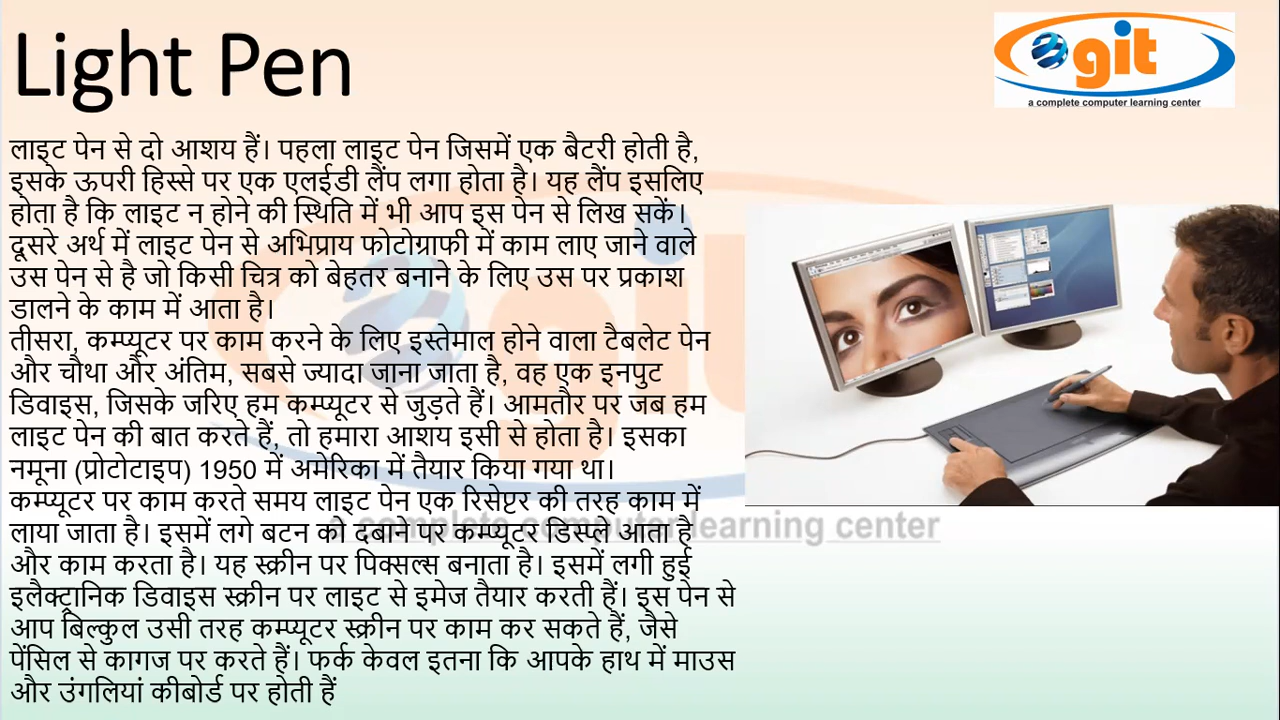 Light Pen
egit
a complete computer learning center
लाइट पेन से दो आशय हैं। पहला लाइट पेन जिसमें एक बैटरी होती है,
इसके ऊपरी हिस्से पर एक एलईडी लैंप लगा होता है। यह लैंप इसलिए
होता है कि लाइट न होने की स्थिति में भी आप इस पेन से लिख सकें।
दूसरे अर्थ में लाइट पेन से अभिप्राय फोटोग्राफी में काम लाए जाने वाले
उस पेन से है जो किसी चित्र को बेहतर बनाने के लिए उस पर प्रकाश
डालने के काम में आता है।
तीसरा, कम्प्यूटर पर काम करने के लिए इस्तेमाल होने वाला टैबलेट पेन
और चौथा और अंतिम, सबसे ज्यादा जाना जाता है, वह एक इनपुट
डिवाइस, जिसके जरिए हम कम्प्यूटर से जुड़ते हैं। आमतौर पर जब हम
लाइट पेन की बात करते हैं, तो हमारा आशय इसी से होता है। इसका
नमूना (प्रोटोटाइप) 1950 में अमेरिका में तैयार किया गया था।
कम्प्यूटर पर काम करते समय लाइट पेन एक रिसेप्टर की तरह काम में
लाया जाता है। इसमें लगे बटन को दबाने पर कम्प्यूटर डिस्प्ले आता है
और काम करता है। यह स्क्रीन पर पिक्सल्स बनाता है। इसमें लगी हुई
इलैक्ट्रानिक डिवाइस स्क्रीन पर लाइट से इमेज तैयार करती हैं। इस पेन से
आप बिल्कुल उसी तरह कम्प्यूटर स्क्रीन पर काम कर सकते हैं, जैसे
पेंसिल से कागज पर करते हैं। फर्क केवल इतना कि आपके हाथ में माउस
और उंगलियां कीबोर्ड पर होती हैं
a complete computer learning center